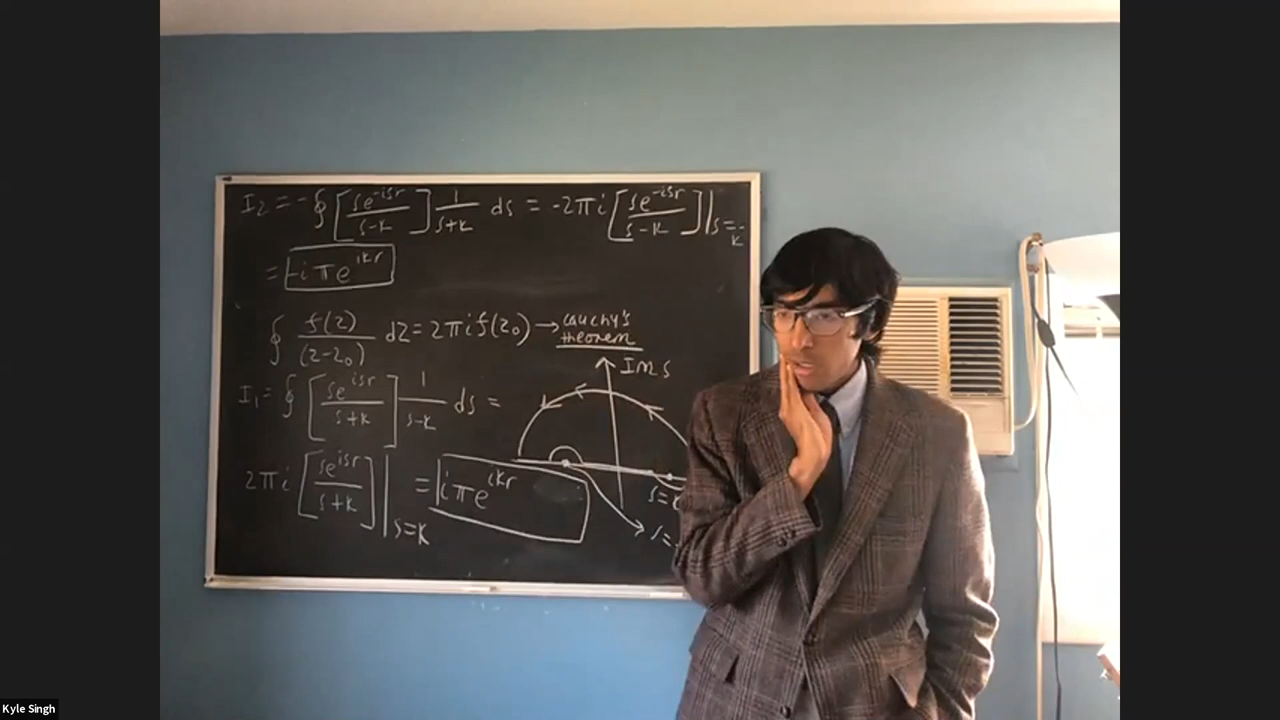 I₂ = -∮ [se^{-isr}/(s-k)] 1/(s+k) ds = -2πi [se^{-isr}/(s-k)] |s=-k
= -iπe^{ikr}
∮ f(z)/(z-z₀) dz = 2πi f(z₀) → cauchy's
theorem
Im s
I₁ = ∮ [se^{isr}/(s+k)] 1/(s-k) ds =
2πi [se^{isr}/(s+k)] |s=k = iπe^{ikr}
s=
s=
Kyle Singh